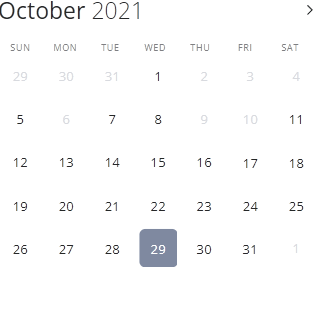 October 2021
SUN MON TUE WED THU FRI SAT
29 30 31 1 2 3 4
5 6 7 8 9 10 11
12 13 14 15 16 17 18
19 20 21 22 23 24 25
26 27 28 29 30 31 1